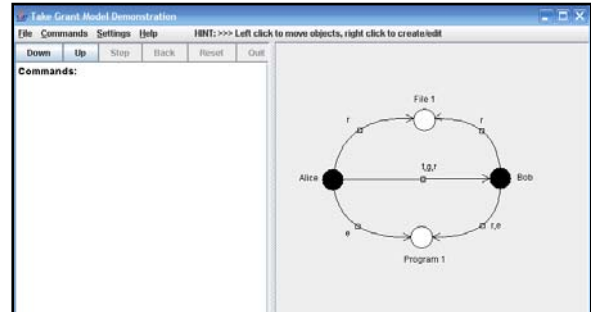 Take Grant Model Demonstration
File Commands Settings Help HINT: >>> Left click to move objects, right click to create/edit
Down Up Stop Back Reset Quit
Commands:
File 1
r r
t,g,r
Alice Bob
e r,e
Program 1